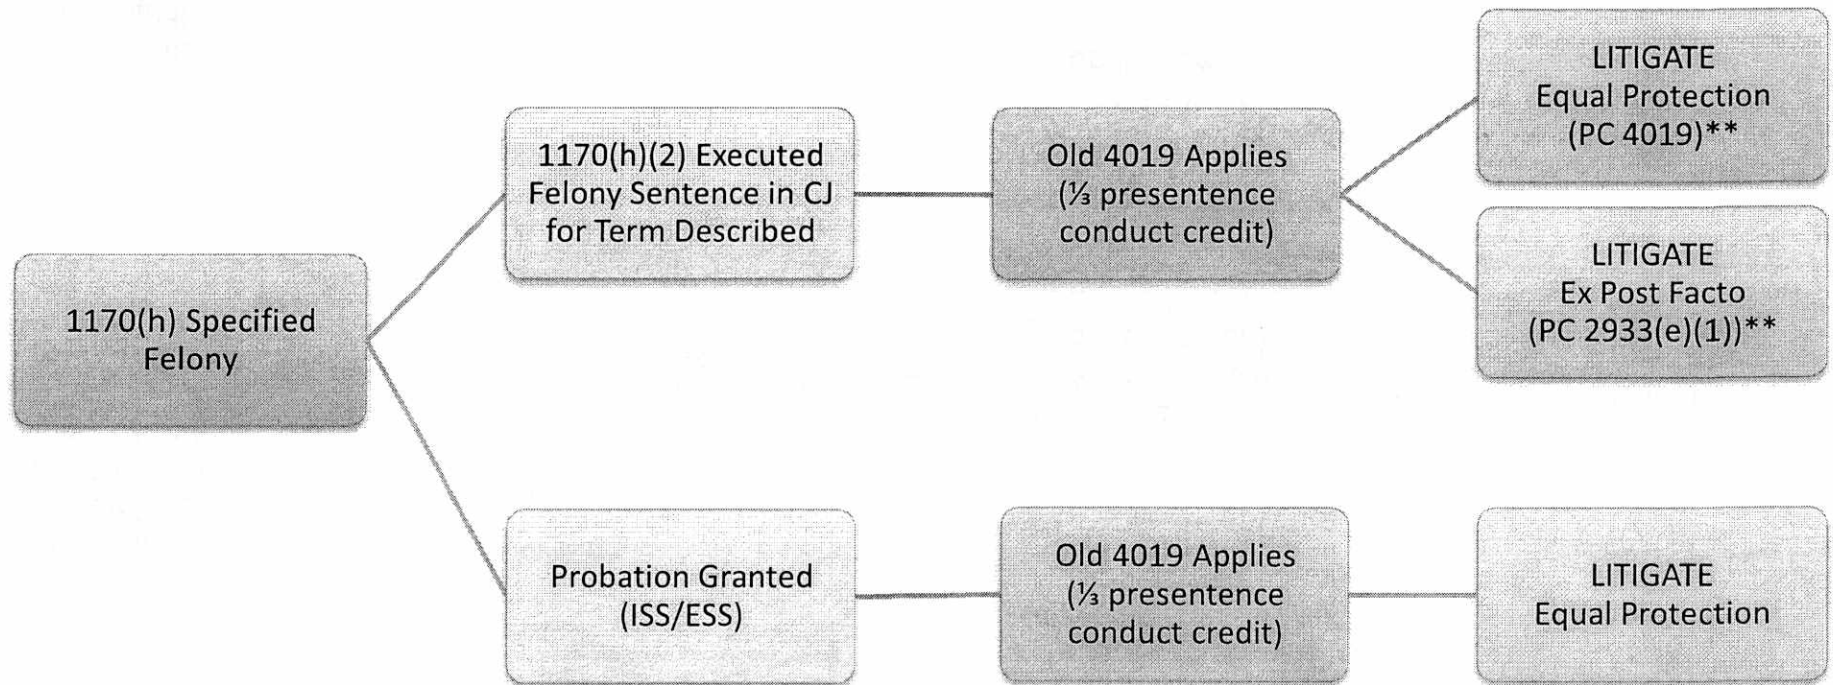 1170(h) Specified
Felony
1170(h)(2) Executed
Felony Sentence in CJ
for Term Described
Old 4019 Applies
(⅓ presentence
conduct credit)
LITIGATE
Equal Protection
(PC 4019)**
LITIGATE
Ex Post Facto
(PC 2933(e)(1))**
Probation Granted
(ISS/ESS)
Old 4019 Applies
(⅓ presentence
conduct credit)
LITIGATE
Equal Protection